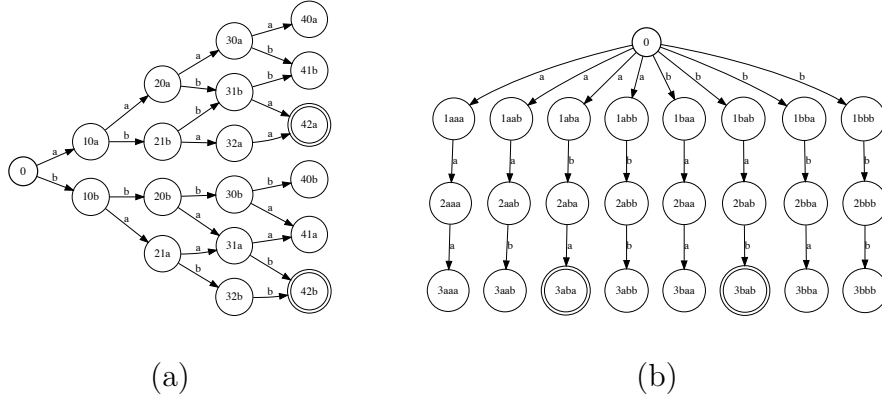 40a
30a
a
b
a
20a
41b
b
b
31b
a
a
b
10a
b
21b
a
32a
a
42a
a
0
b
10b
b
20b
b
30b
b
40b
a
a
a
21a
a
31a
a
41a
b
b
32b
b
42b
0
a a a a b b b b
1aaa 1aab 1aba 1abb 1baa 1bab 1bba 1bbb
a a b b a a b b
2aaa 2aab 2aba 2abb 2baa 2bab 2bba 2bbb
a b a b a b a b
3aaa 3aab 3aba 3abb 3baa 3bab 3bba 3bbb
(a) (b)